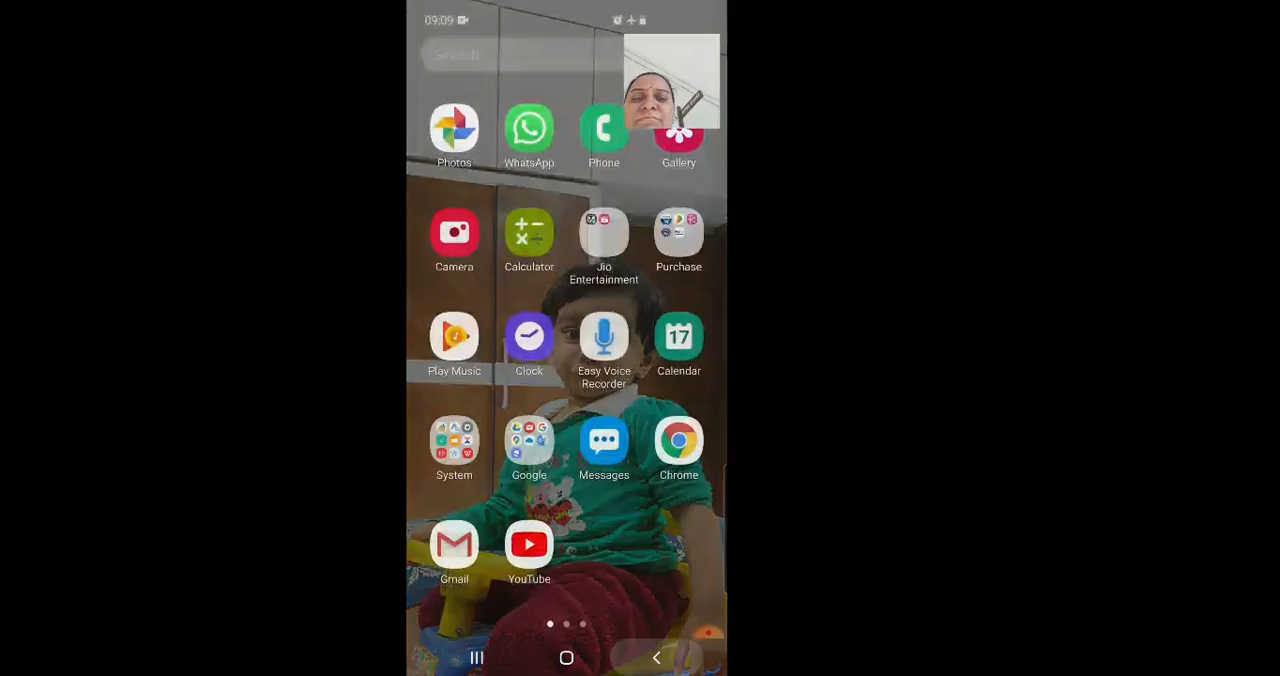 09:09
Search
Photos
WhatsApp
Phone
Gallery
Camera
Calculator
Jio
Entertainment
Purchase
Play Music
Clock
Easy Voice
Recorder
17
Calendar
System
Google
Messages
Chrome
Gmail
YouTube